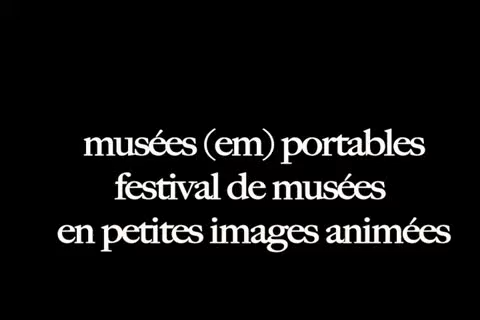 musées (em) portables
festival de musées
en petites images animées